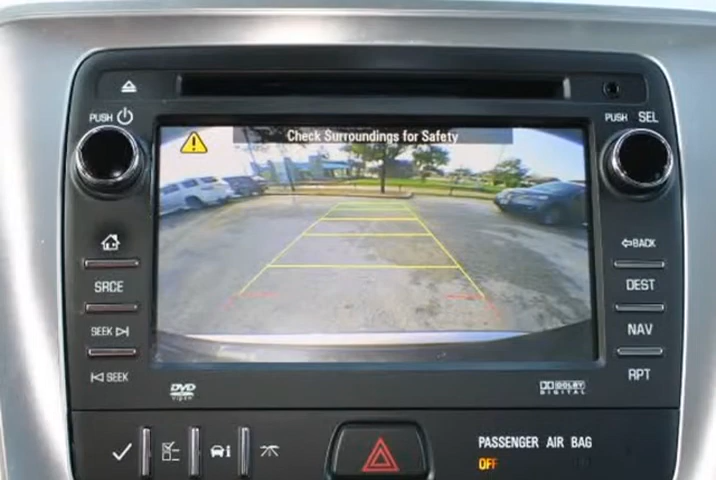 PUSH
PUSH SEL
Check Surroundings for Safety
BACK
SRCE
DEST
SEEK
NAV
SEEK
RPT
DVD
VIDEO
DOLBY
DIGITAL
PASSENGER AIR BAG
OFF